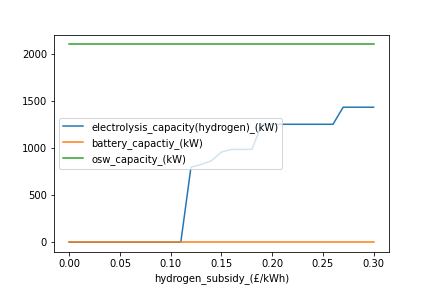 2000
1500
1000
500
0
electrolysis_capacity(hydrogen)_(kW)
battery_capactiy_(kW)
osw_capacity_(kW)
0.00 0.05 0.10 0.15 0.20 0.25 0.30
hydrogen_subsidy_(£/kWh)